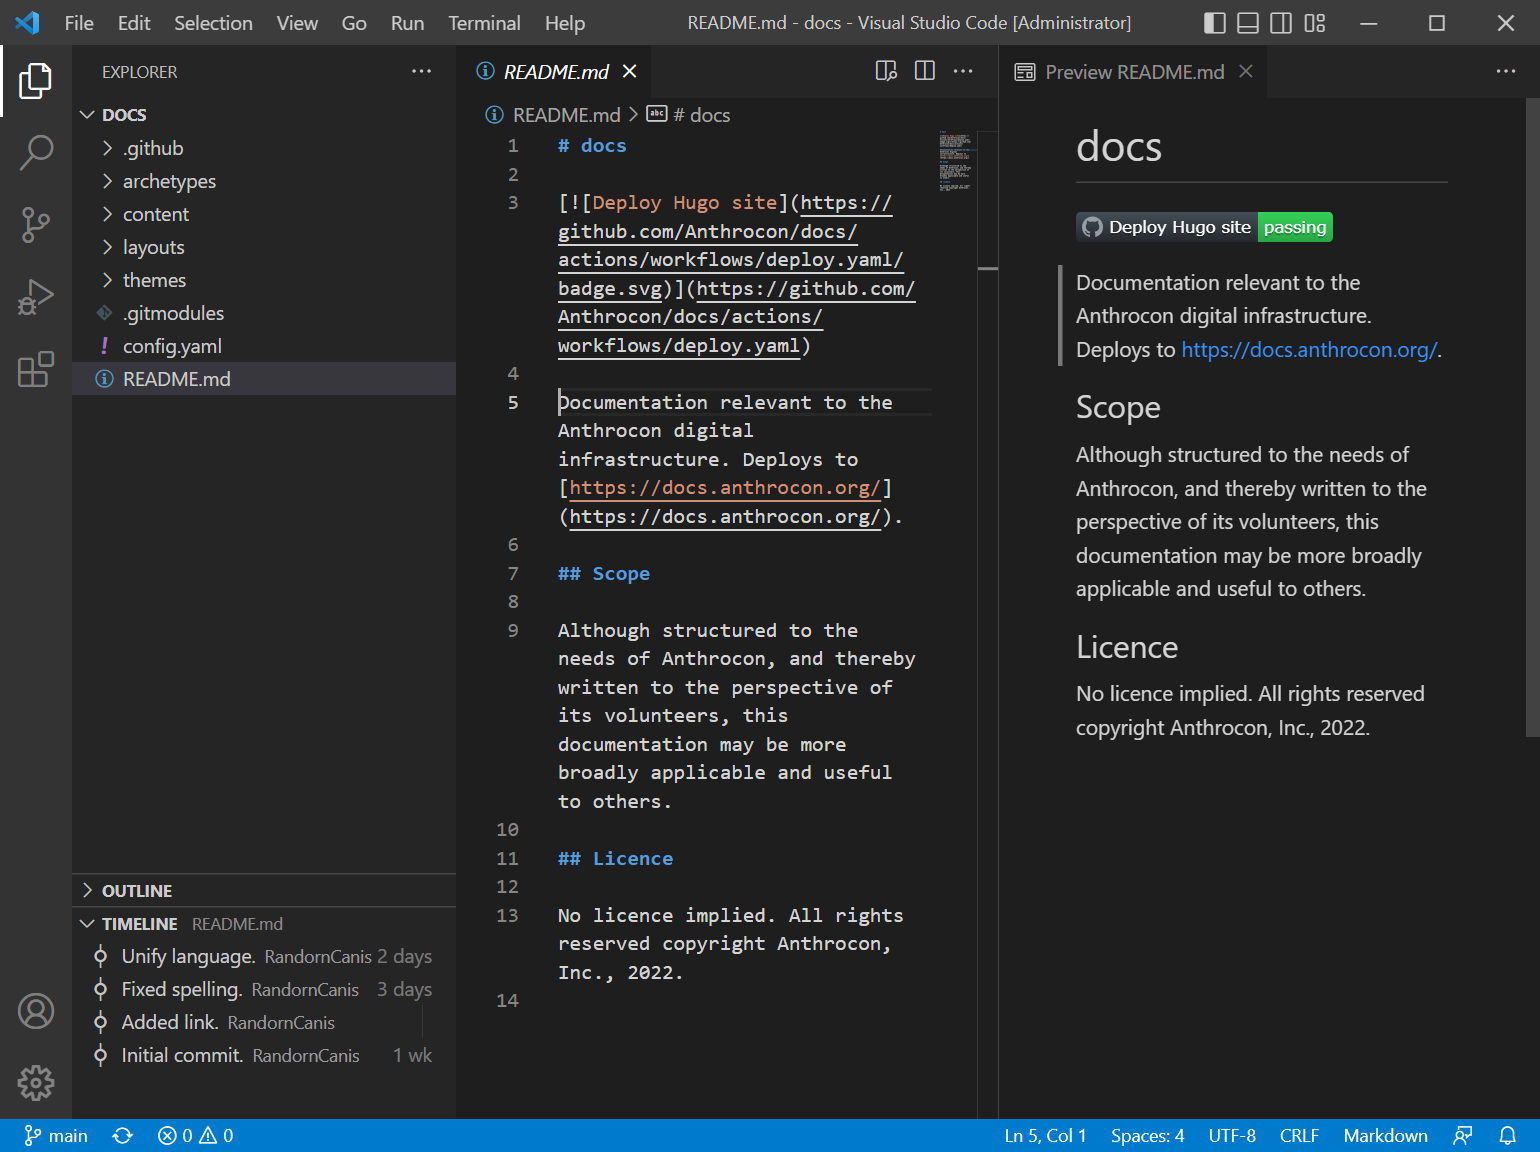 File Edit Selection View Go Run Terminal Help README.md - docs - Visual Studio Code [Administrator]
EXPLORER
DOCS
.github
archetypes
content
layouts
themes
.gitmodules
config.yaml
README.md
OUTLINE
TIMELINE README.md
Unify language. RandornCanis 2 days
Fixed spelling. RandornCanis 3 days
Added link. RandornCanis
Initial commit. RandornCanis 1 wk
README.md
README.md > # docs
1 # docs
2
3 [![Deploy Hugo site](https://
github.com/Anthrocon/docs/
actions/workflows/deploy.yaml/
badge.svg)](https://github.com/
Anthrocon/docs/actions/
workflows/deploy.yaml)
4
5 Documentation relevant to the
Anthrocon digital
infrastructure. Deploys to
[https://docs.anthrocon.org/]
(https://docs.anthrocon.org/).
6
7 ## Scope
8
9 Although structured to the
needs of Anthrocon, and thereby
written to the perspective of
its volunteers, this
documentation may be more
broadly applicable and useful
to others.
10
11 ## Licence
12
13 No licence implied. All rights
reserved copyright Anthrocon,
Inc., 2022.
14
Preview README.md
docs
Deploy Hugo site passing
Documentation relevant to the
Anthrocon digital infrastructure.
Deploys to https://docs.anthrocon.org/.
Scope
Although structured to the needs of
Anthrocon, and thereby written to the
perspective of its volunteers, this
documentation may be more broadly
applicable and useful to others.
Licence
No licence implied. All rights reserved
copyright Anthrocon, Inc., 2022.
main 0 0 Ln 5, Col 1 Spaces: 4 UTF-8 CRLF Markdown